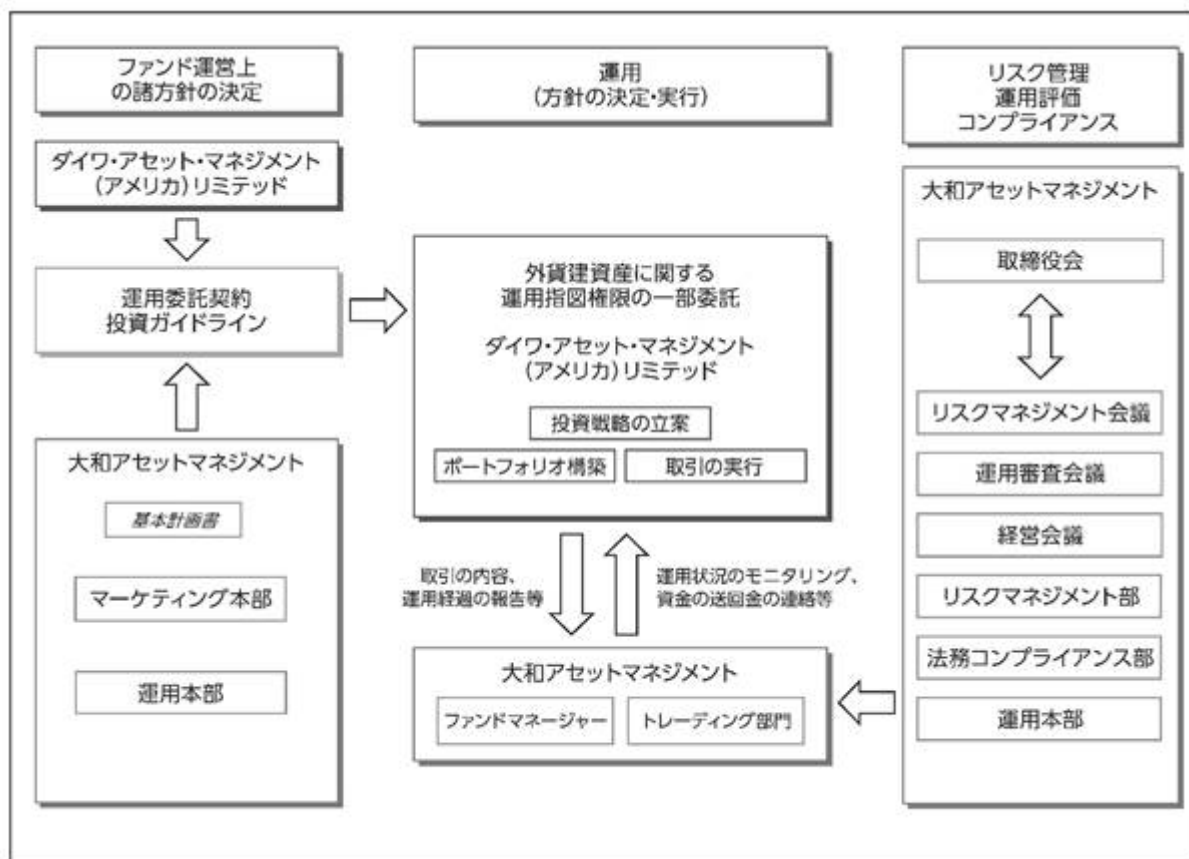 ファンド運営上
の諸方針の決定
ダイワ・アセット・マネジメント
(アメリカ)リミテッド
運用委託契約
投資ガイドライン
大和アセットマネジメント
基本計画書
マーケティング本部
運用本部
運用
(方針の決定・実行)
外貨建資産に関する
運用指図権限の一部委託
ダイワ・アセット・マネジメント
(アメリカ)リミテッド
投資戦略の立案
ポートフォリオ構築
取引の実行
取引の内容、
運用経過の報告等
運用状況のモニタリング、
資金の送回金の連絡等
大和アセットマネジメント
ファンドマネージャー
トレーディング部門
リスク管理
運用評価
コンプライアンス
大和アセットマネジメント
取締役会
リスクマネジメント会議
運用審査会議
経営会議
リスクマネジメント部
法務コンプライアンス部
運用本部